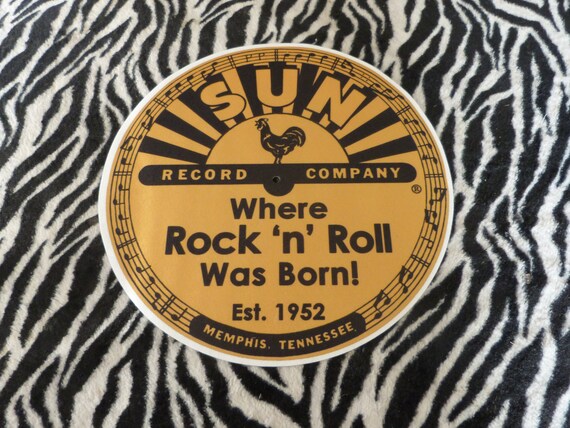 SUN
RECORD COMPANY
®
Where
Rock 'n' Roll
Was Born!
Est. 1952
MEMPHIS, TENNESSEE